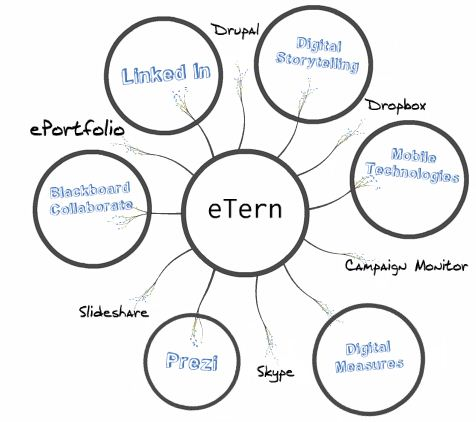 Drupal
Digital
Storytelling
Linked In
Dropbox
ePortfolio
Mobile
Technologies
Blackboard
Collaborate
eTern
Campaign Monitor
Slideshare
Prezi
Skype
Digital
Measures